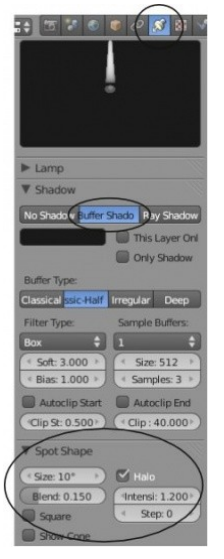 Lamp
Shadow
No Shadow Buffer Shado Ray Shadow
This Layer Onl
Only Shadow
Buffer Type:
Classical ssic-Half Irregular Deep
Filter Type: Sample Buffers:
Box 1
Soft: 3.000 Size: 512
Bias: 1.000 Samples: 3
Autoclip Start Autoclip End
Clip St: 0.500 Clip : 40.000
Spot Shape
Size: 10° Halo
Blend: 0.150 Intensi: 1.200
Square Step: 0
Show Cone